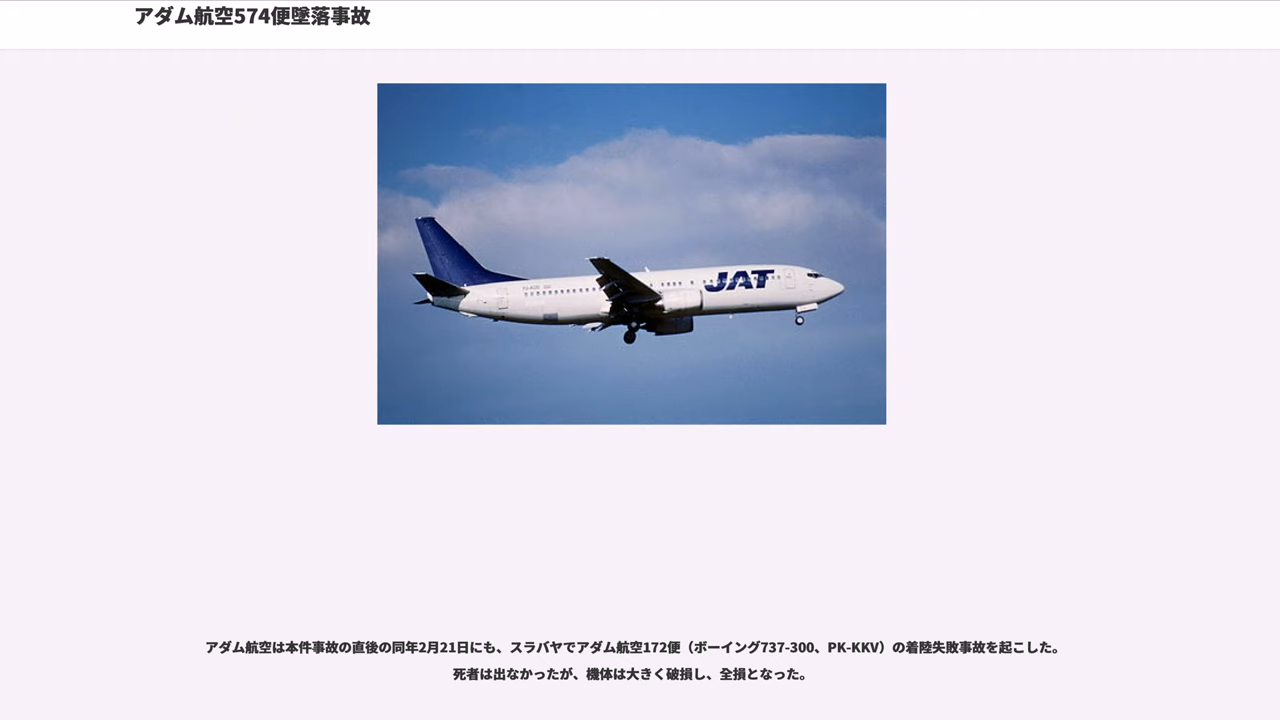 アダム航空574便墜落事故
JAT
アダム航空は本件事故の直後の同年2月21日にも、スラバヤでアダム航空172便（ボーイング737-300、PK-KKV）の着陸失敗事故を起こした。
死者は出なかったが、機体は大きく破損し、全損となった。